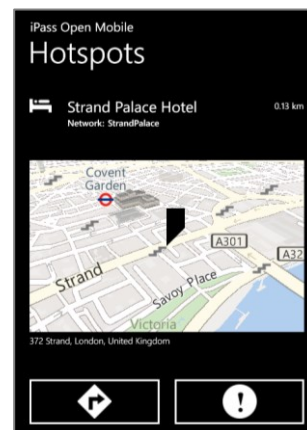 iPass Open Mobile
Hotspots
Strand Palace Hotel
0.13 km
Network: StrandPalace
Covent
Garden
A301
A32
Strand
Savoy Place
Victoria
372 Strand, London, United Kingdom